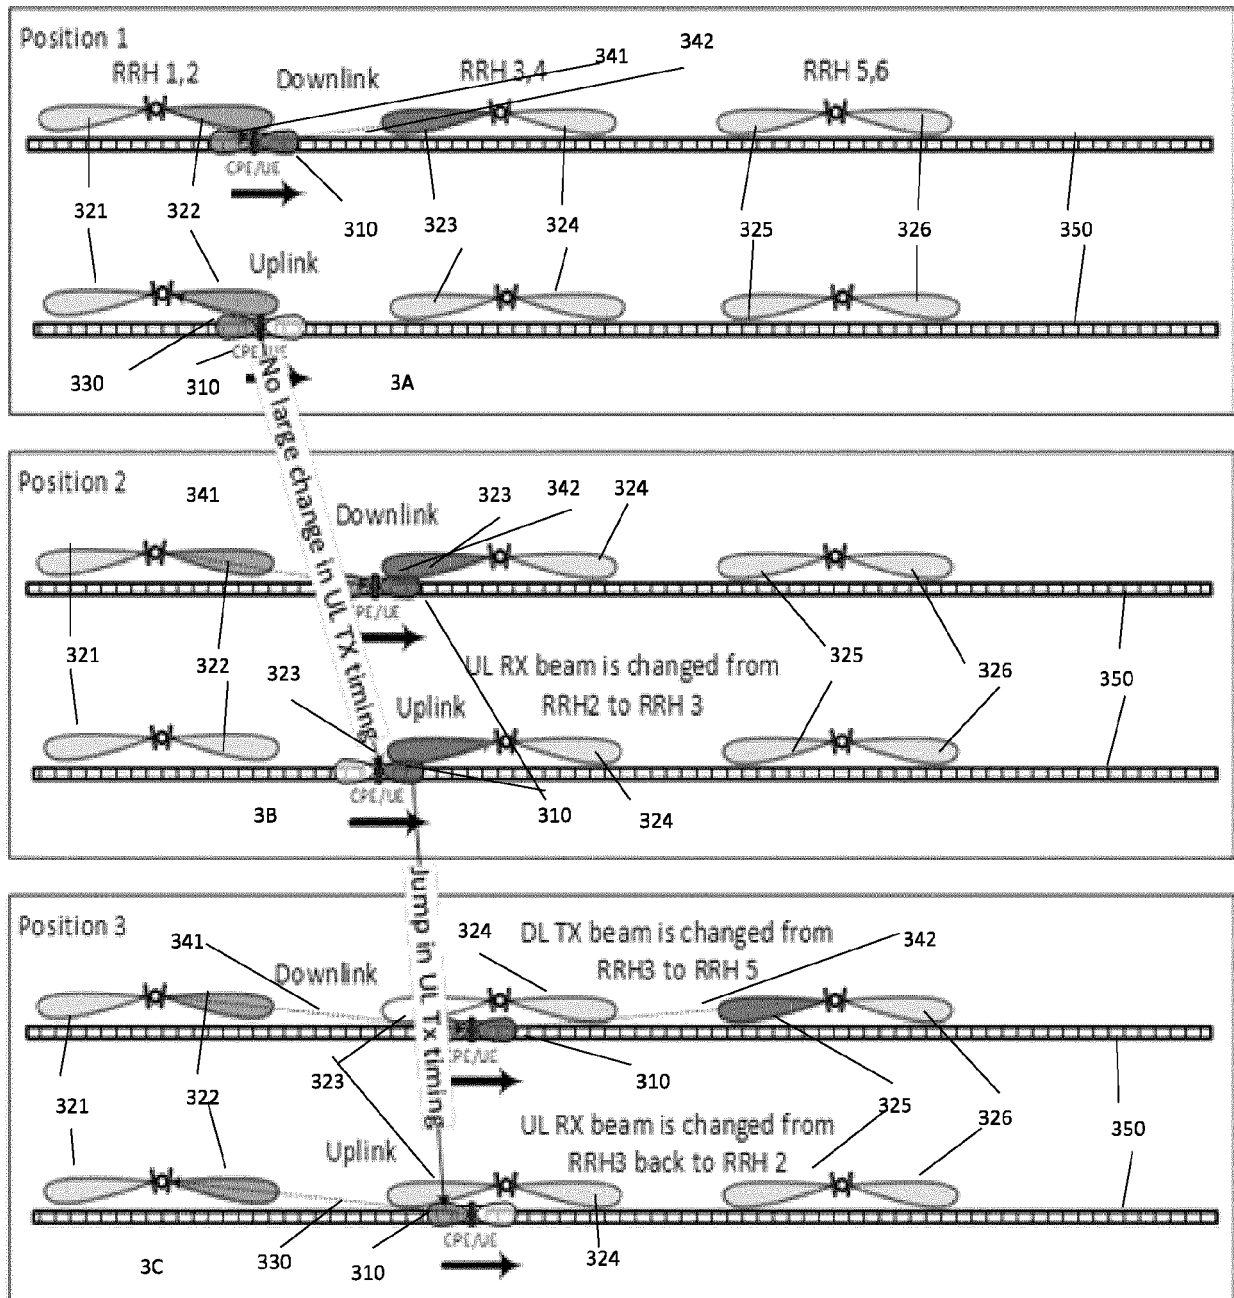 Position 1
RRH 1,2
Downlink
341
RRH 3,4
342
RRH 5,6
CPE/UE
321
322
310
323
324
325
326
350
Uplink
CPE/UE
330
310
3A
No large change in UL TX timing
Position 2
341
Downlink
323
342
324
PE/UE
321
322
323
UL RX beam is changed from
RRH2 to RRH 3
325
326
350
Uplink
CPE/UE
3B
310
324
Jump in UL Tx timing
Position 3
341
Downlink
324
DL TX beam is changed from
RRH3 to RRH 5
342
CPE/UE
321
322
323
310
325
326
350
Uplink
UL RX beam is changed from
RRH3 back to RRH 2
CPE/UE
3C
330
310
324